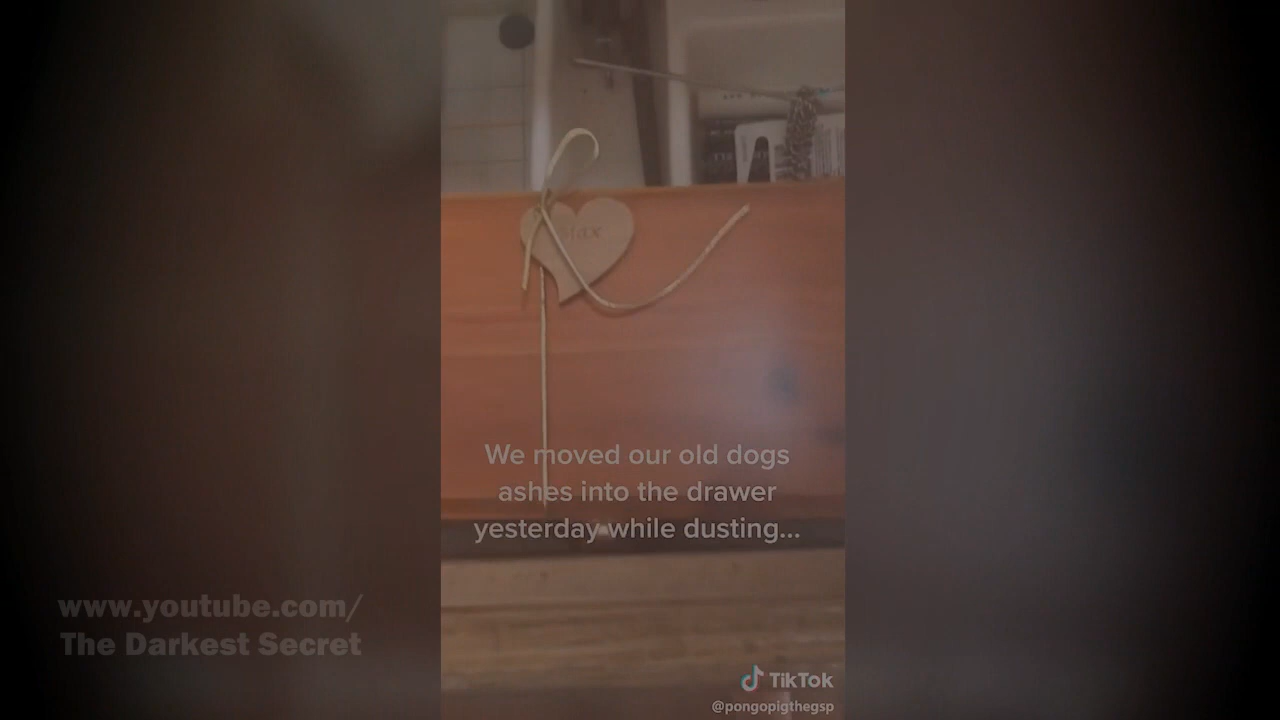 We moved our old dogs
ashes into the drawer
yesterday while dusting...
www.youtube.com/
The Darkest Secret
TikTok
@pongopigthegsp